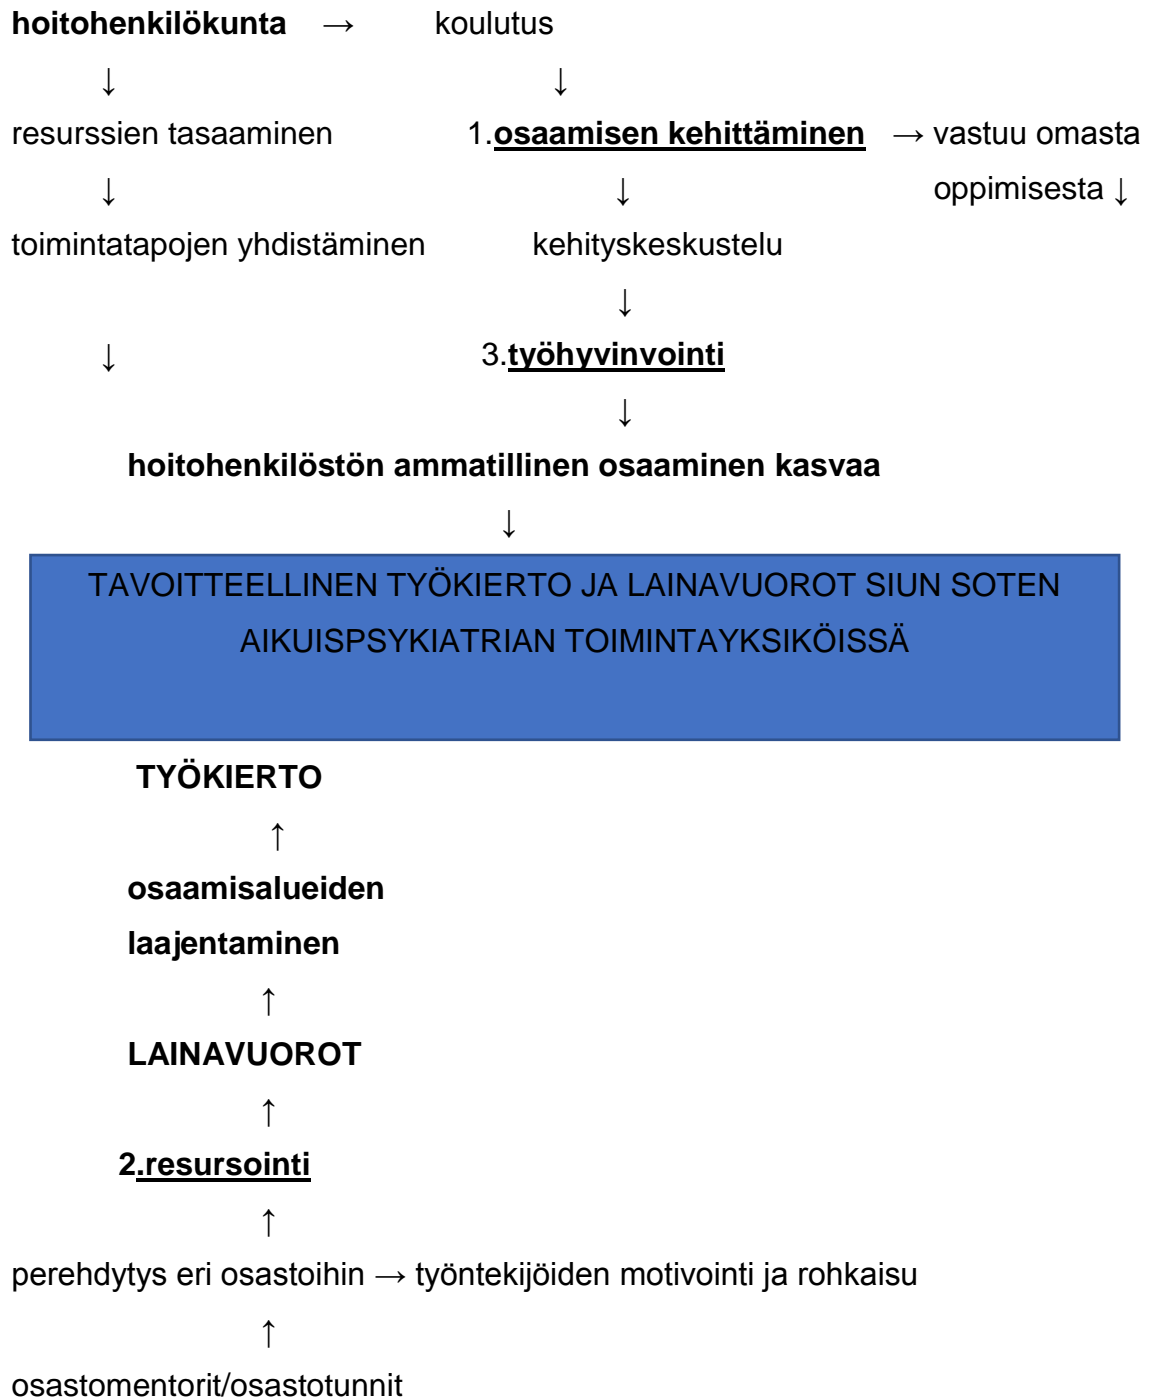 hoitohenkilökunta → koulutus
↓ ↓
resurssien tasaaminen 1.osaamisen kehittäminen → vastuu omasta
↓ ↓ oppimisesta ↓
toimintatapojen yhdistäminen kehityskeskustelu
↓
↓ 3.työhyvinvointi
↓
hoitohenkilöstön ammatillinen osaaminen kasvaa
↓
TAVOITTEELLINEN TYÖKIERTO JA LAINAVUOROT SIUN SOTEN
AIKUISPSYKIATRIAN TOIMINTAYKSIKÖISSÄ
TYÖKIERTO
↑
osaamisalueiden
laajentaminen
↑
LAINAVUOROT
↑
2.resursointi
↑
perehdytys eri osastoihin → työntekijöiden motivointi ja rohkaisu
↑
osastomentorit/osastotunnit